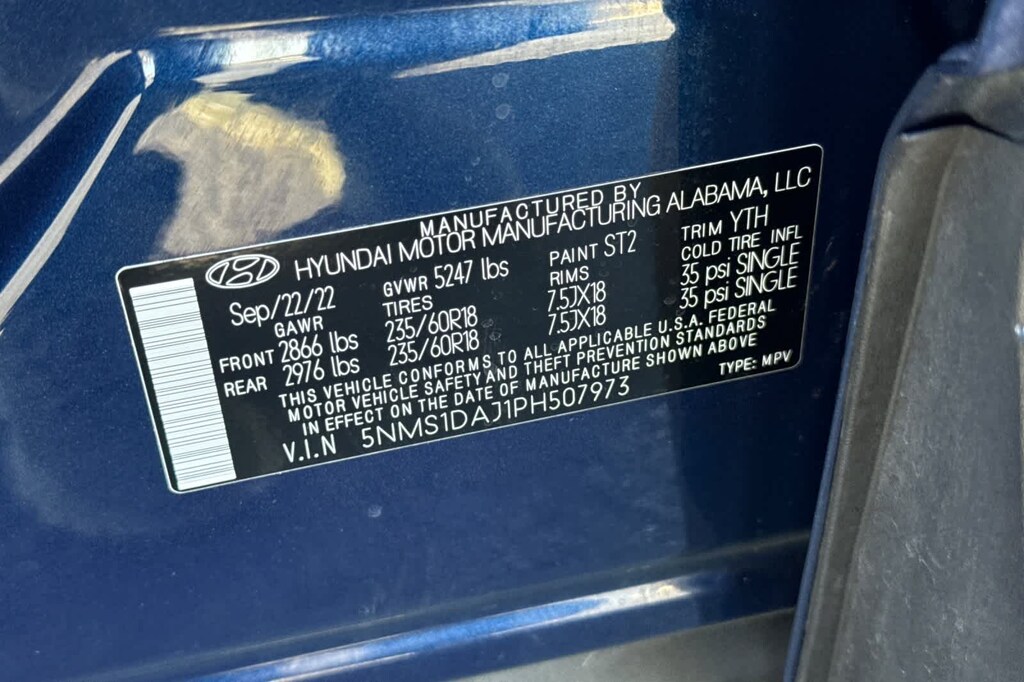 MANUFACTURED BY
HYUNDAI MOTOR MANUFACTURING ALABAMA, LLC
Sep/22/22 GVWR 5247 lbs PAINT ST2 TRIM YTH
GAWR TIRES RIMS COLD TIRE INFL
FRONT 2866 lbs 235/60R18 7.5JX18 35 psi SINGLE
REAR 2976 lbs 235/60R18 7.5JX18 35 psi SINGLE
THIS VEHICLE CONFORMS TO ALL APPLICABLE U.S.A. FEDERAL
MOTOR VEHICLE SAFETY AND THEFT PREVENTION STANDARDS
IN EFFECT ON THE DATE OF MANUFACTURE SHOWN ABOVE
V.I.N 5NMS1DAJ1PH507973 TYPE: MPV